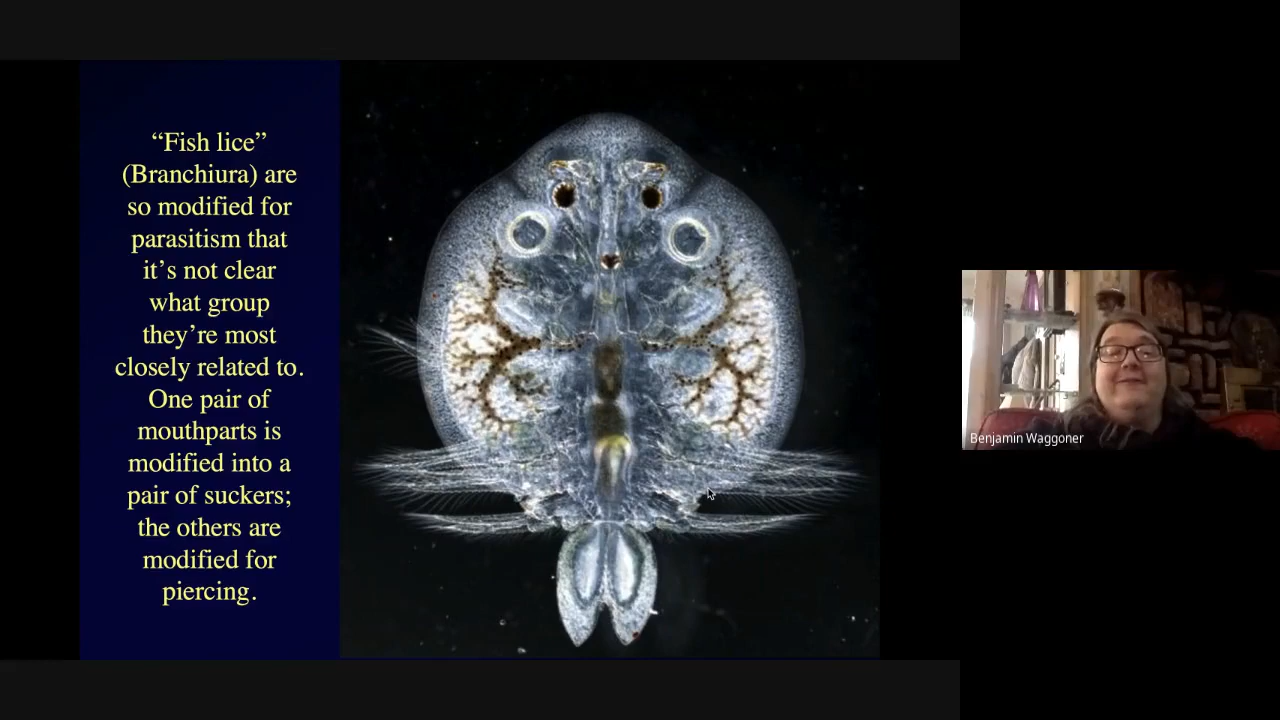 “Fish lice”
(Branchiura) are
so modified for
parasitism that
it’s not clear
what group
they’re most
closely related to.
One pair of
mouthparts is
modified into a
pair of suckers;
the others are
modified for
piercing.
Benjamin Waggoner